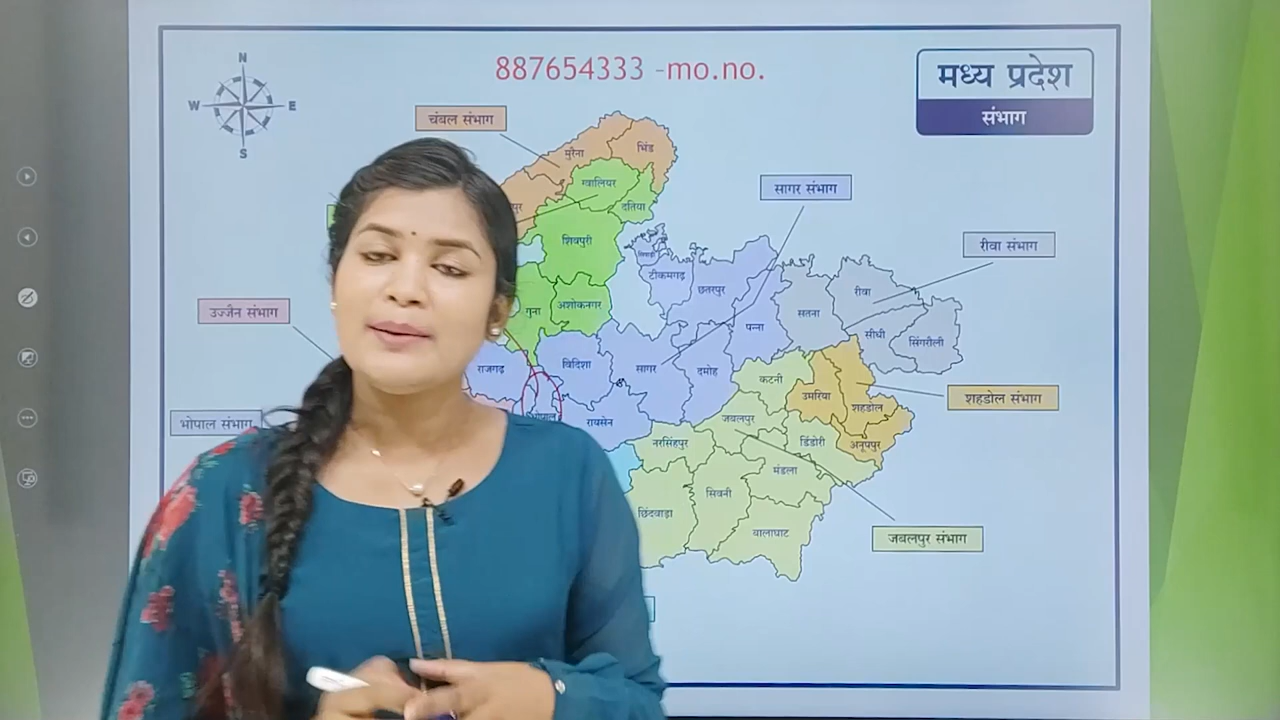 N
887654333 -mo.no.
मध्य प्रदेश
संभाग
W
E
S
चंबल संभाग
मुरैना
भिंड
ग्वालियर
दतिया
शिवपुरी
सागर संभाग
रीवा संभाग
टीकमगढ़
छतरपुर
रीवा
सतना
गुना
अशोकनगर
उज्जैन संभाग
पन्ना
सीधी
सिंगरौली
राजगढ़
विदिशा
सागर
दमोह
कटनी
उमरिया
शहडोल संभाग
शहडोल
भोपाल
रायसेन
जबलपुर
भोपाल संभाग
नरसिंहपुर
डिंडोरी
अनूपपुर
मंडला
सिवनी
छिंदवाड़ा
बालाघाट
जबलपुर संभाग